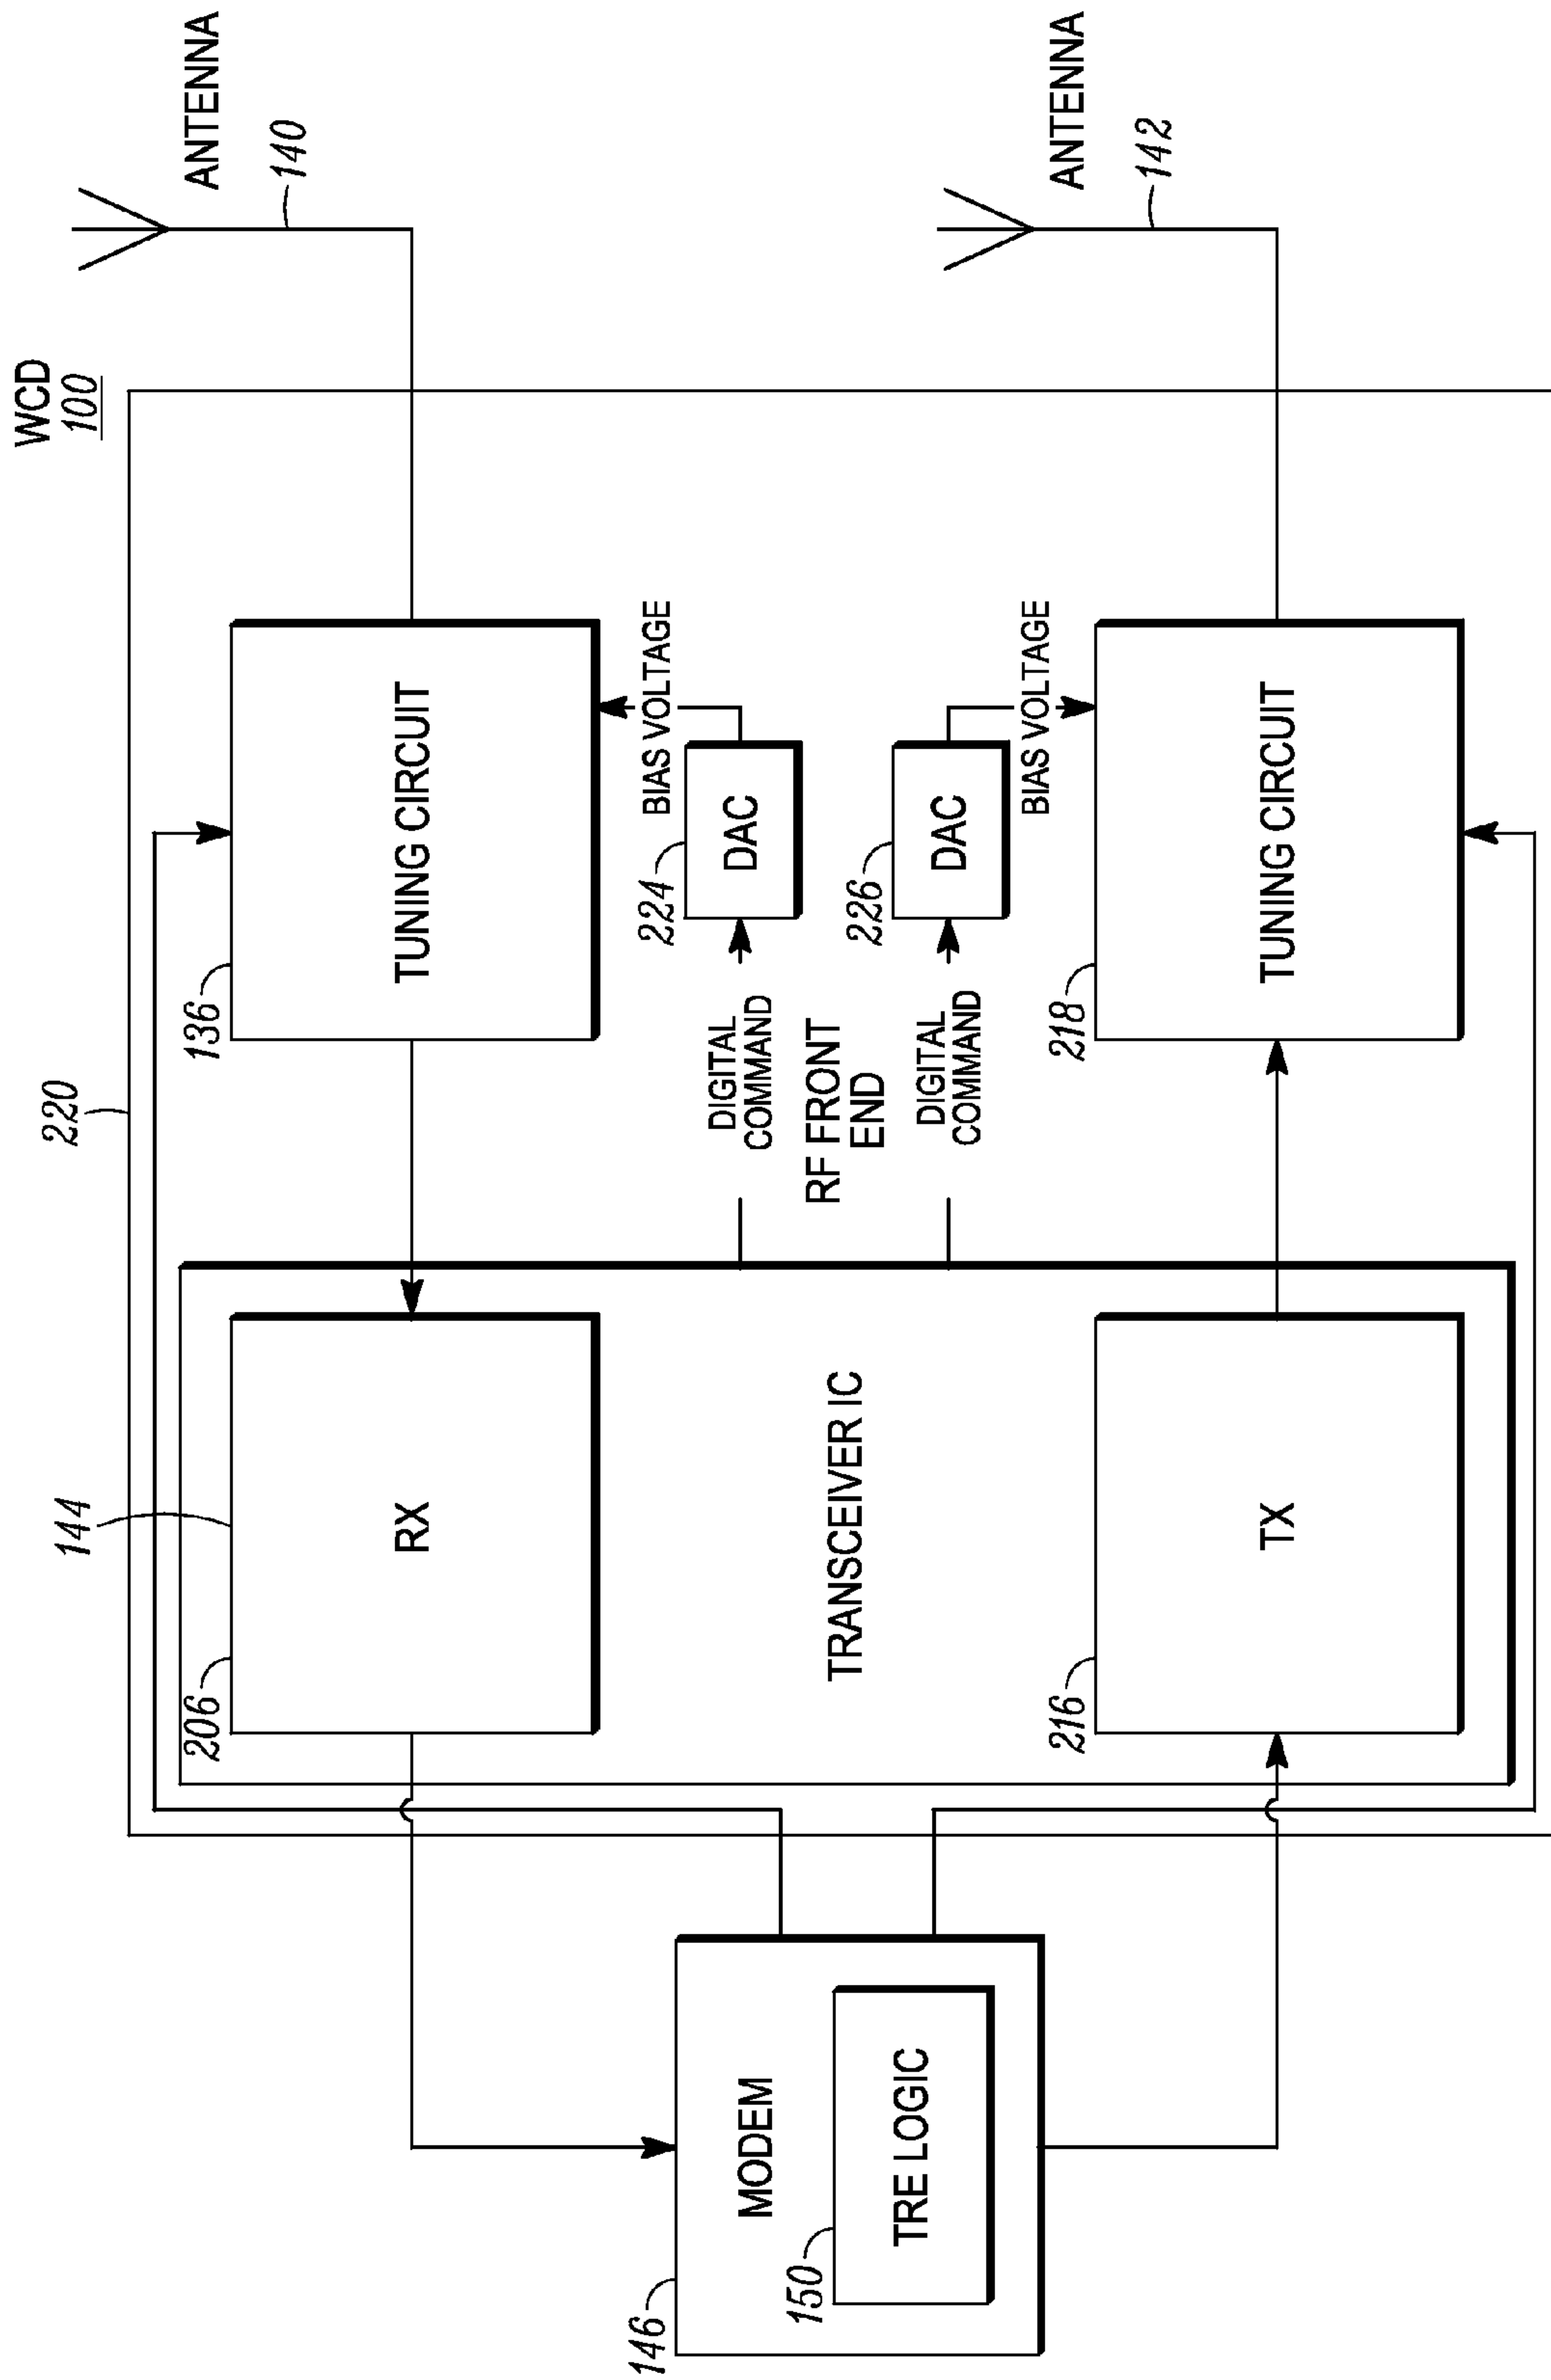 WCD
100
220
144
206
RX
136
TUNING CIRCUIT
ANTENNA
140
DIGITAL
COMMAND
224
DAC
BIAS VOLTAGE
146
MODEM
150
TRE LOGIC
TRANSCEIVER IC
RF FRONT
END
DIGITAL
COMMAND
226
DAC
BIAS VOLTAGE
216
TX
218
TUNING CIRCUIT
ANTENNA
142